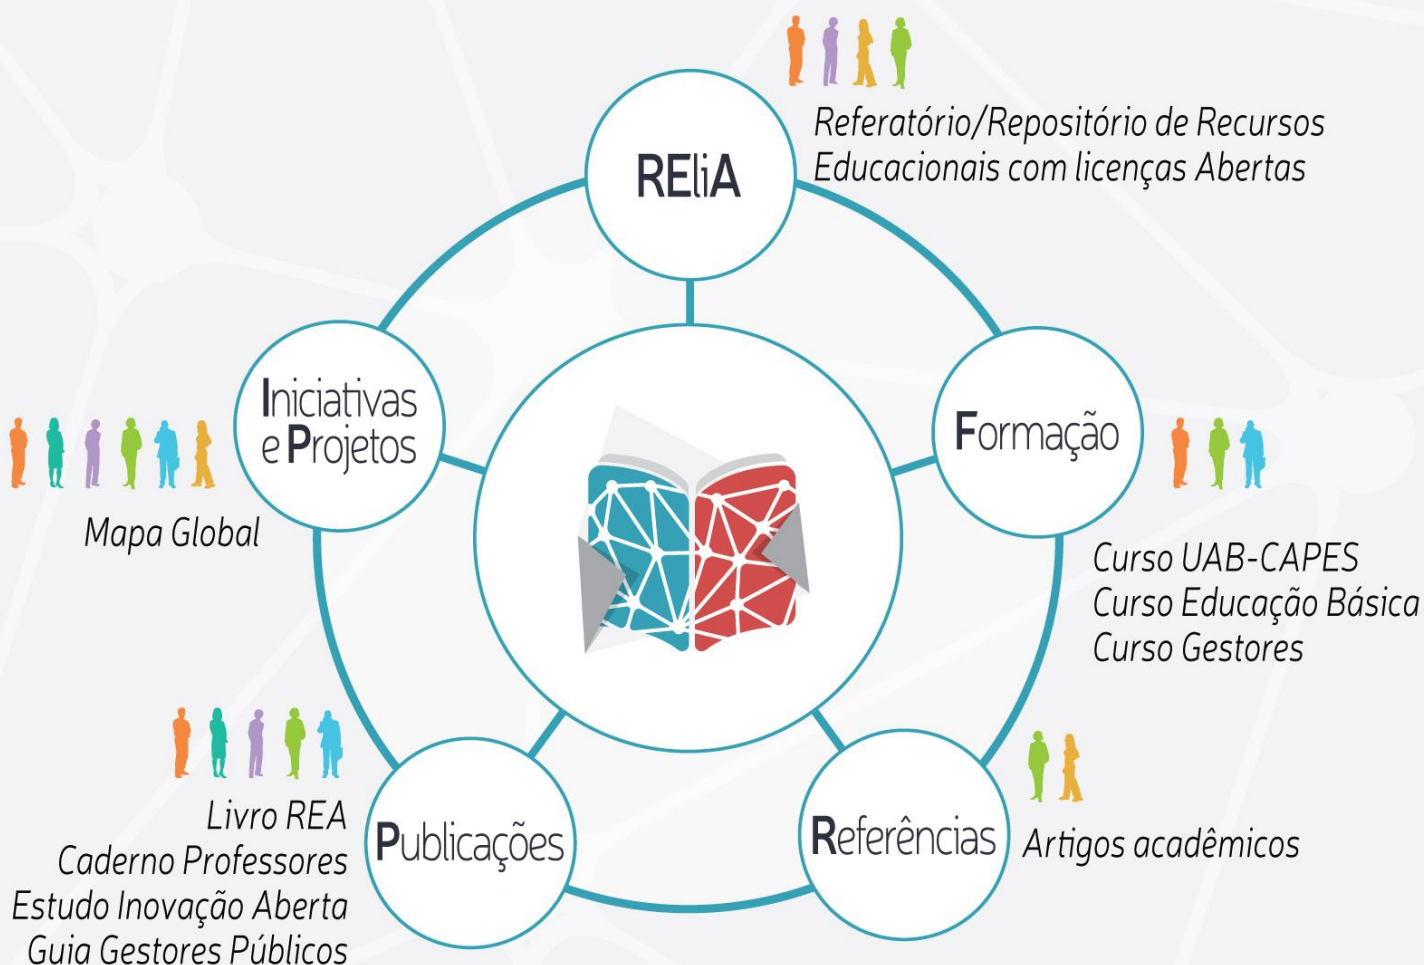 RELiA
Referatório/Repositório de Recursos
Educacionais com licenças Abertas
Iniciativas
e Projetos
Mapa Global
Formação
Curso UAB-CAPES
Curso Educação Básica
Curso Gestores
Publicações
Livro REA
Caderno Professores
Estudo Inovação Aberta
Guia Gestores Públicos
Referências
Artigos acadêmicos